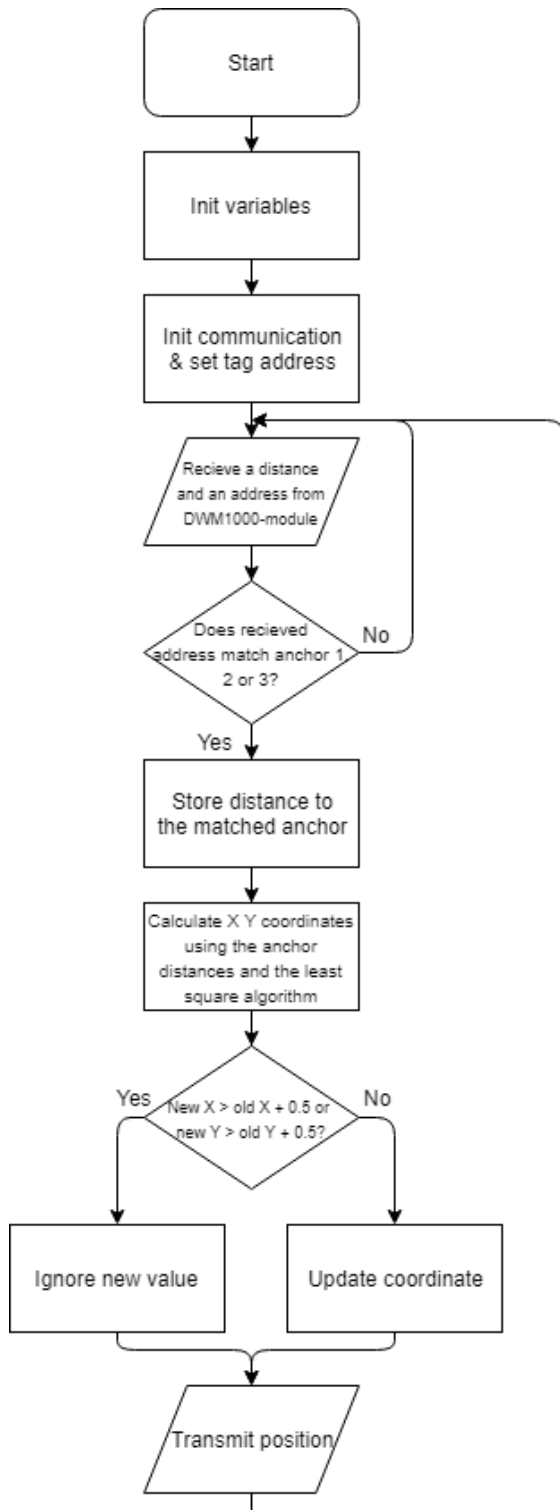 Start
Init variables
Init communication
& set tag address
Recieve a distance
and an address from
DWM1000-module
Does recieved
address match anchor 1,
2 or 3?
No
Yes
Store distance to
the matched anchor
Calculate X Y coordinates
using the anchor
distances and the least
square algorithm
Yes
New X > old X + 0.5 or
new Y > old Y + 0.5?
No
Ignore new value
Update coordinate
Transmit position